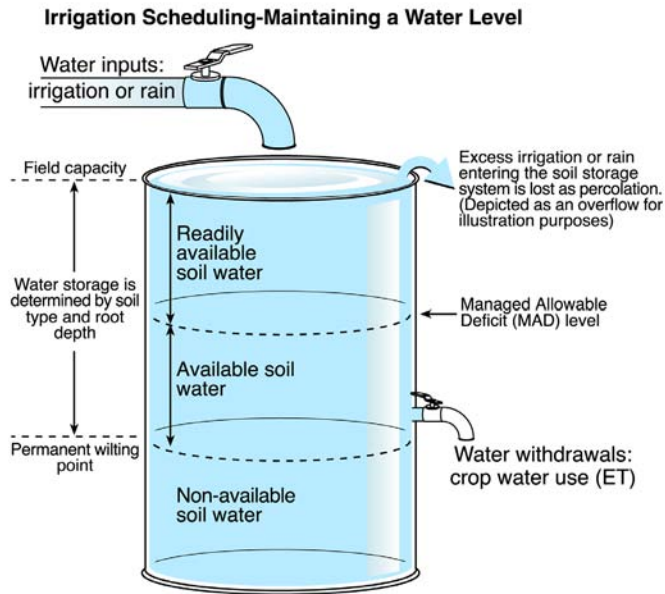 Irrigation Scheduling-Maintaining a Water Level
Water inputs:
irrigation or rain
Field capacity
Excess irrigation or rain
entering the soil storage
system is lost as percolation.
(Depicted as an overflow for
illustration purposes)
Readily
available
soil water
Water storage is
determined by soil
type and root
depth
Managed Allowable
Deficit (MAD) level
Available soil
water
Permanent wilting
point
Water withdrawals:
crop water use (ET)
Non-available
soil water